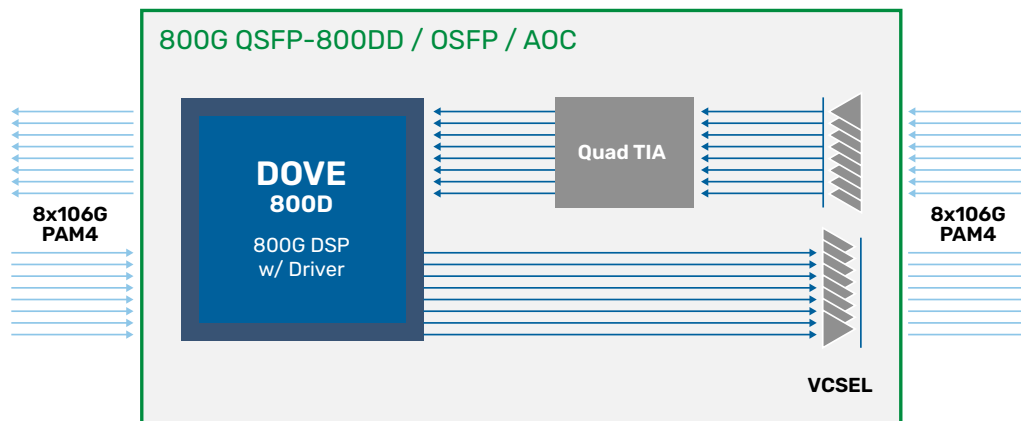 800G QSFP-800DD / OSFP / AOC
DOVE
800D
800G DSP
w/ Driver
Quad TIA
8x106G
PAM4
8x106G
PAM4
VCSEL